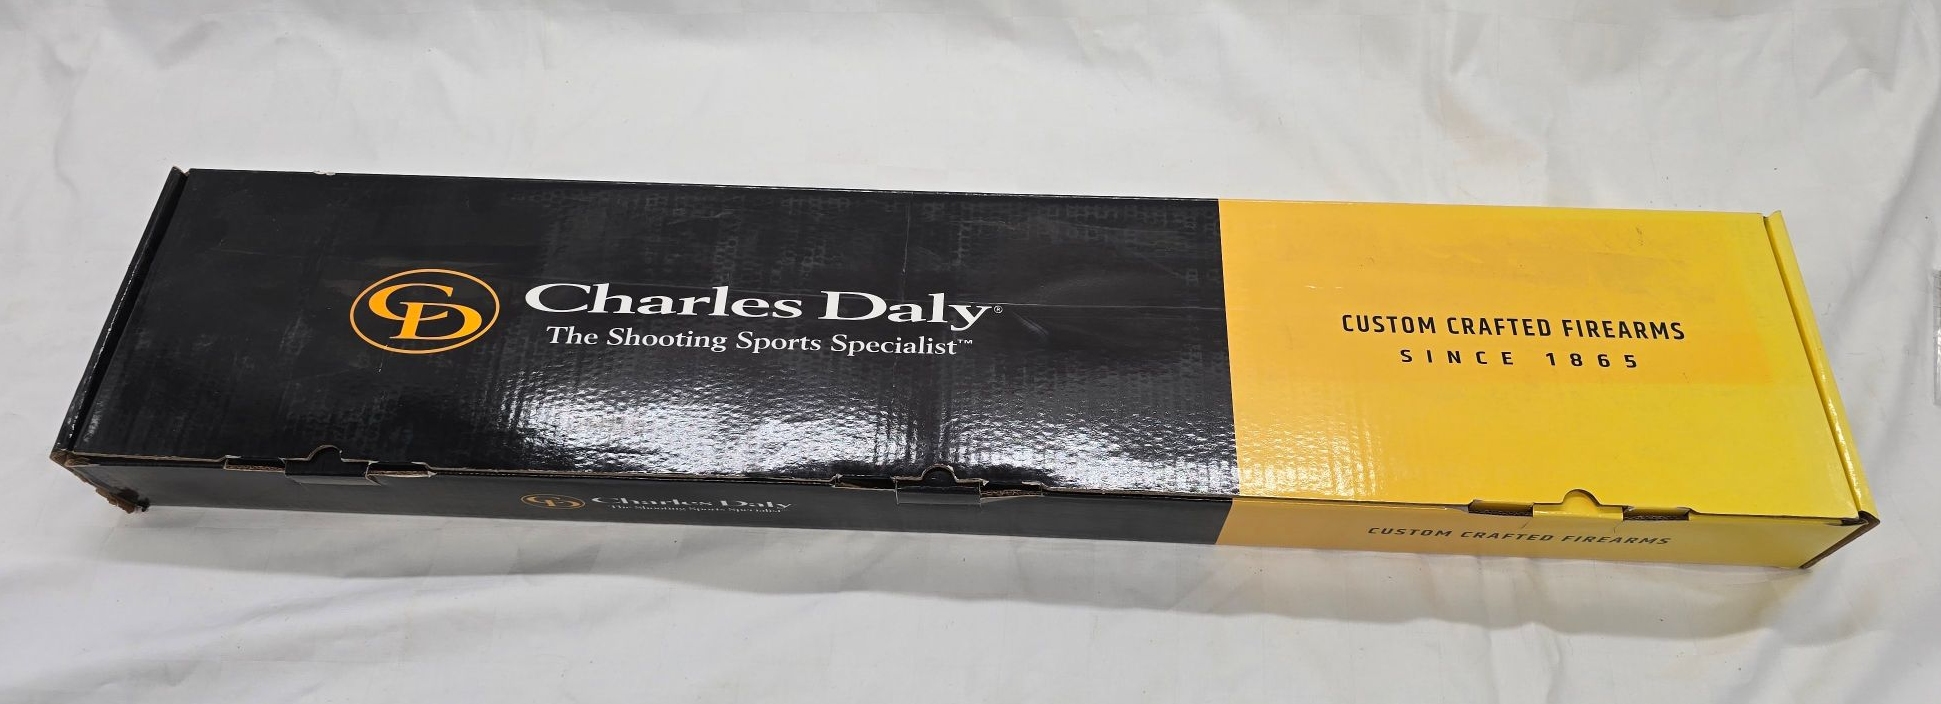 CD Charles Daly®
The Shooting Sports Specialist™
CUSTOM CRAFTED FIREARMS
SINCE 1865
CD Charles Daly
The Shooting Sports Specialist
CUSTOM CRAFTED FIREARMS